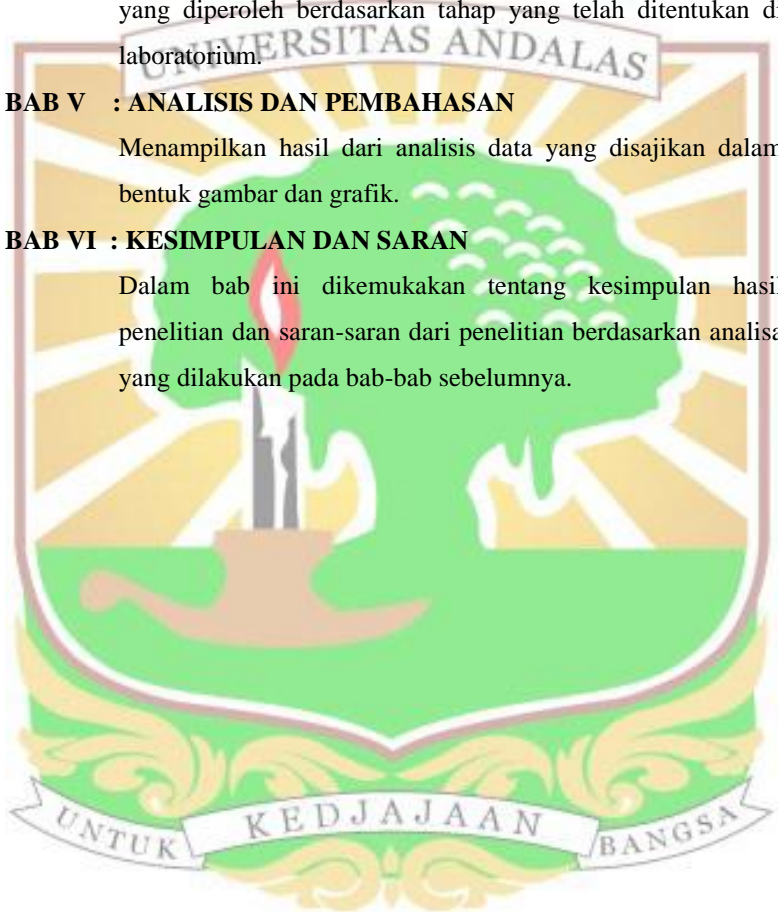 yang diperoleh berdasarkan tahap yang telah ditentukan di
laboratorium.
UNIVERSITAS ANDALAS
BAB V : ANALISIS DAN PEMBAHASAN
Menampilkan hasil dari analisis data yang disajikan dalam
bentuk gambar dan grafik.
BAB VI : KESIMPULAN DAN SARAN
Dalam bab ini dikemukakan tentang kesimpulan hasil
penelitian dan saran-saran dari penelitian berdasarkan analisa
yang dilakukan pada bab-bab sebelumnya.
UNTUK KEDJAJAAN BANGSA